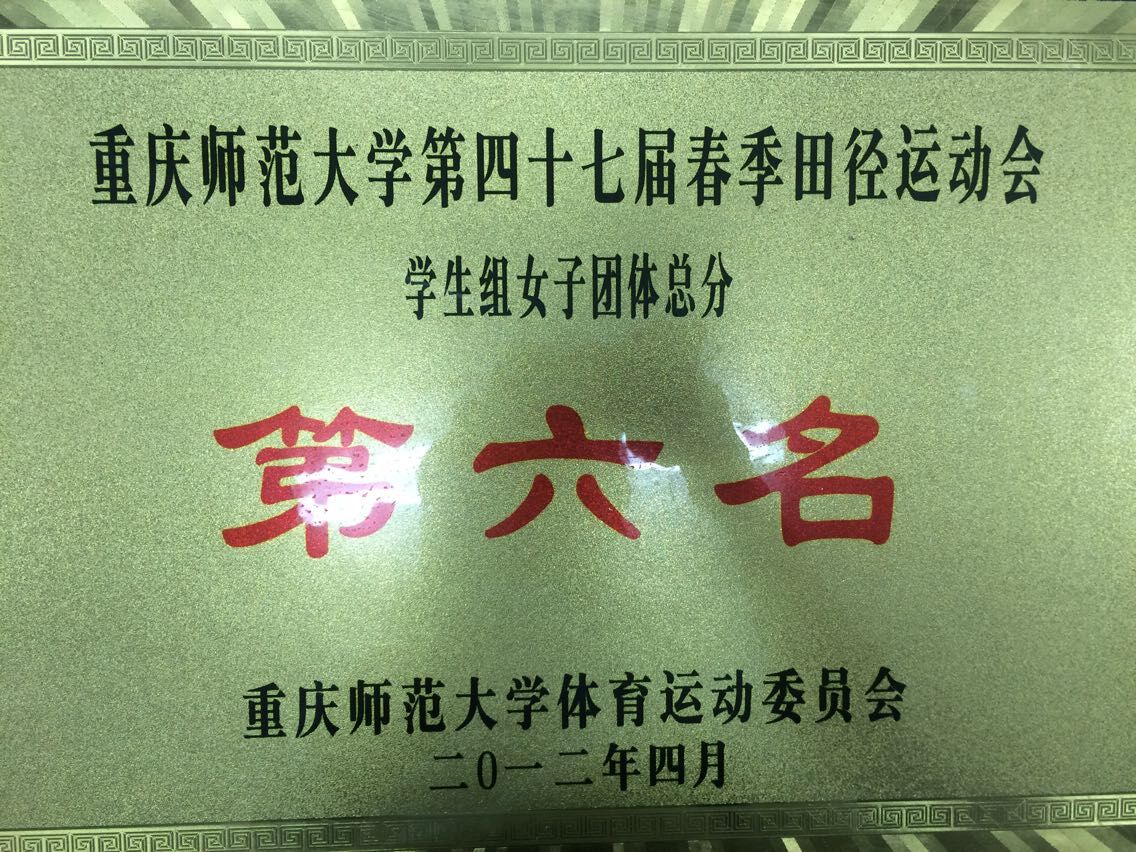 重庆师范大学第四十七届春季田径运动会
学生组女子团体总分
第六名
重庆师范大学体育运动委员会
二0一二年四月